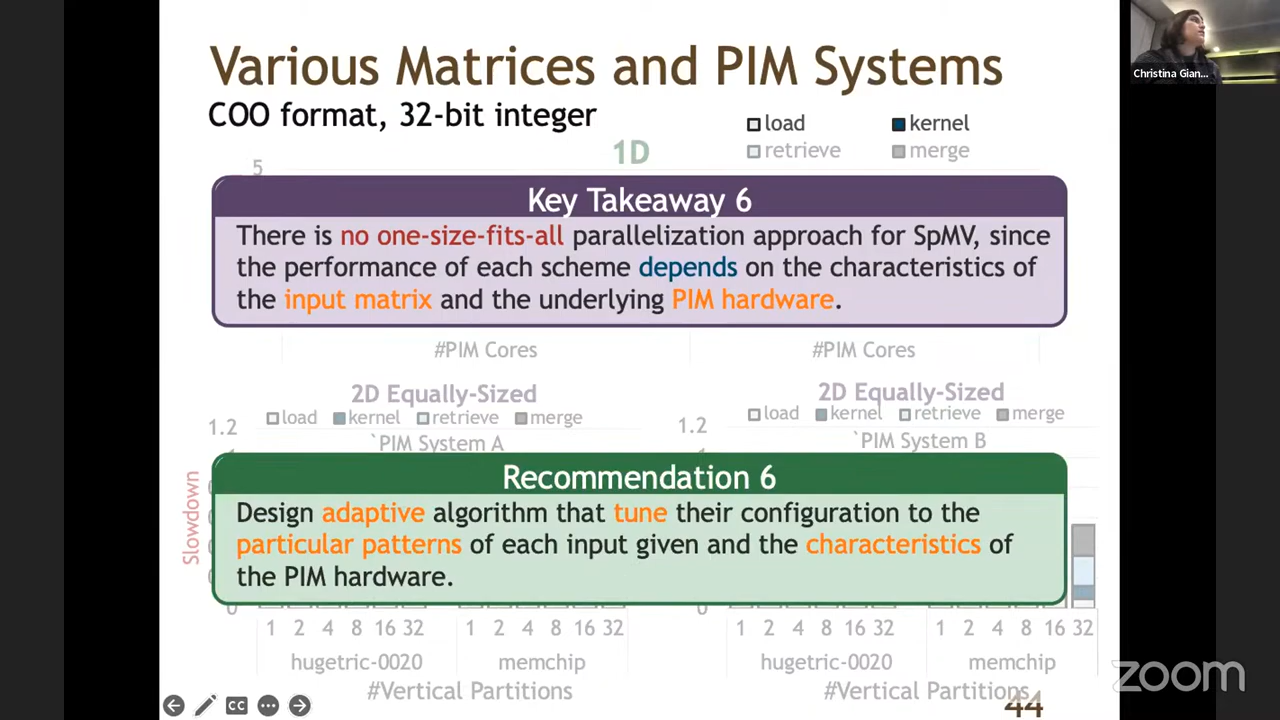 Various Matrices and PIM Systems
COO format, 32-bit integer
load kernel
1D
retrieve merge
5
Key Takeaway 6
There is no one-size-fits-all parallelization approach for SpMV, since
the performance of each scheme depends on the characteristics of
the input matrix and the underlying PIM hardware.
#PIM Cores #PIM Cores
2D Equally-Sized 2D Equally-Sized
load kernel retrieve merge load kernel retrieve merge
1.2 1.2
`PIM System A `PIM System B
Slowdown
Recommendation 6
Design adaptive algorithm that tune their configuration to the
particular patterns of each input given and the characteristics of
the PIM hardware.
0 0
1 2 4 8 16 32 1 2 4 8 16 32 1 2 4 8 16 32 1 2 4 8 16 32
hugetric-0020 memchip hugetric-0020 memchip
#Vertical Partitions #Vertical Partitions
44
Christina Gian...
CC
zoom